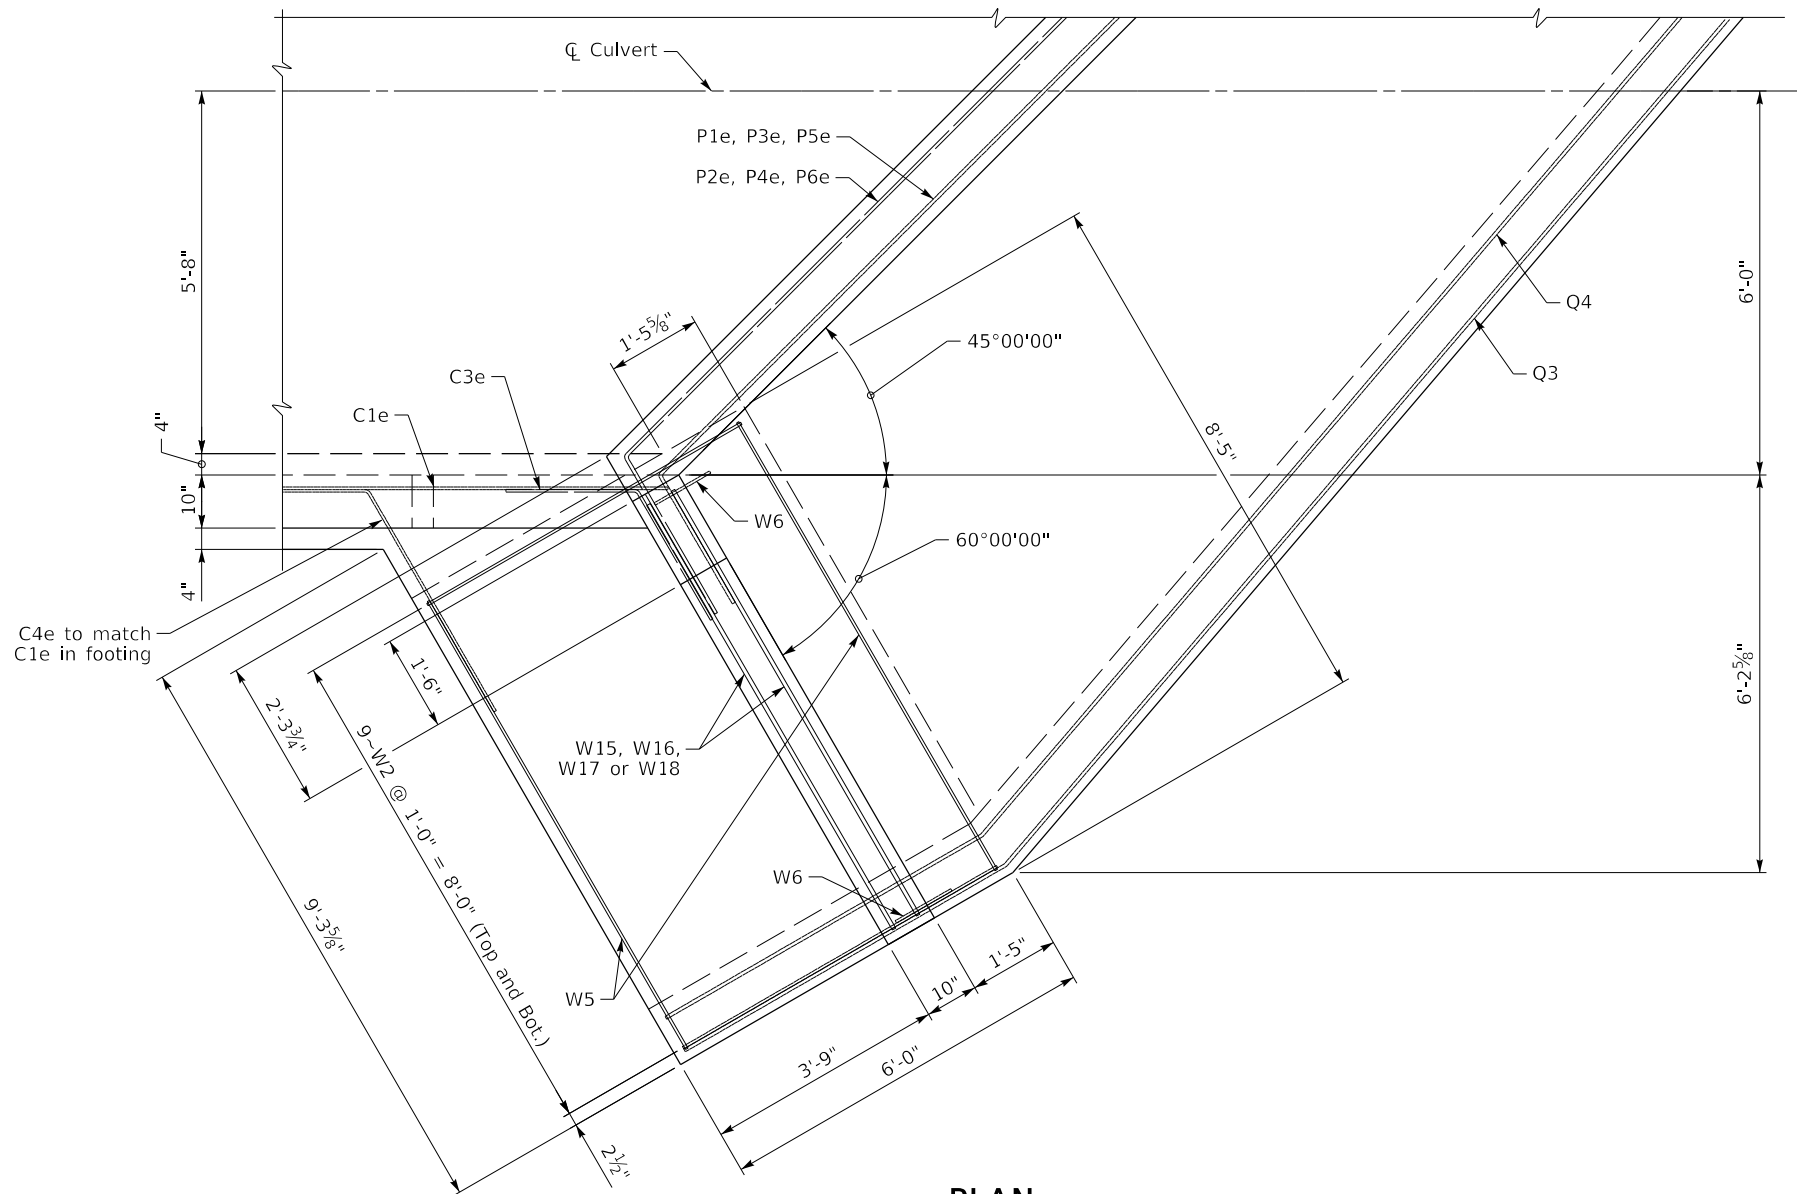 ℄ Culvert
P1e, P3e, P5e
P2e, P4e, P6e
5'-8"
6'-0"
Q4
Q3
1'-5⅝"
45°00'00"
C3e
C1e
4"
8'-5"
10"
W6
60°00'00"
4"
C4e to match
C1e in footing
1'-6"
2'-3¾"
6'-2⅝"
9~W2 @ 1'-0" = 8'-0" (Top and Bot.)
W15, W16,
W17 or W18
W6
9'-3⅝"
W5
1'-5"
10"
3'-9"
6'-0"
2½"
PLAN